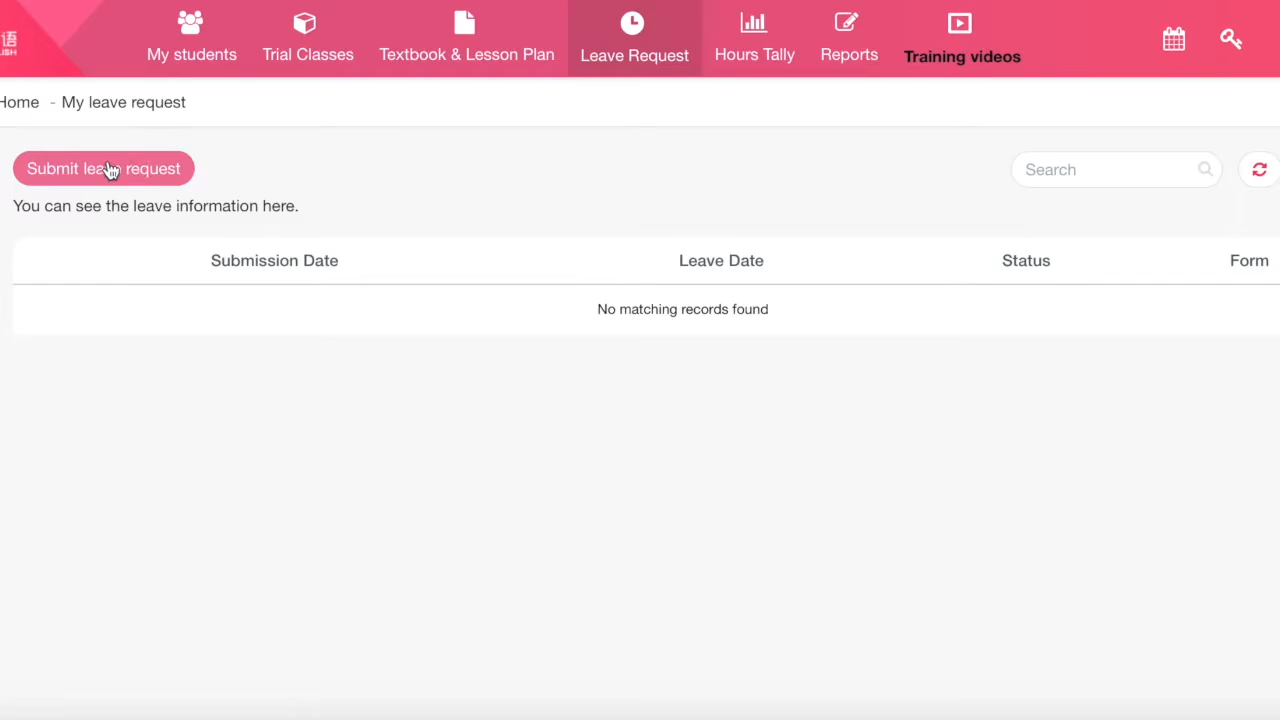 语
My students
Trial Classes
Textbook & Lesson Plan
Leave Request
Hours Tally
Reports
Training videos
Home - My leave request
Submit leave request
Search
You can see the leave information here.
Submission Date
Leave Date
Status
Form
No matching records found